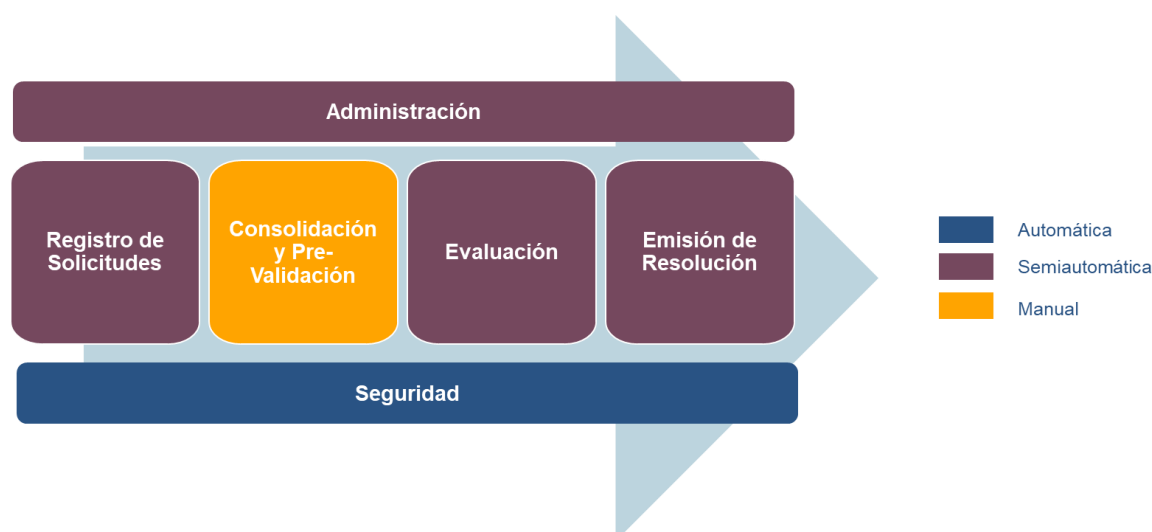 Administración
Registro de
Solicitudes
Consolidación
y Pre-
Validación
Evaluación
Emisión de
Resolución
Seguridad
Automática
Semiautomática
Manual